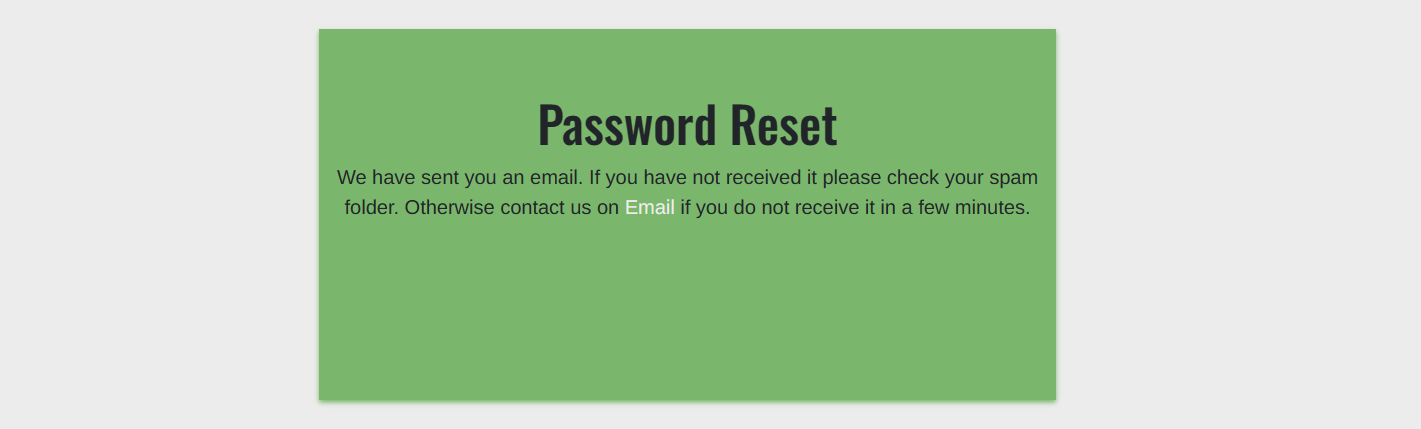 Password Reset
We have sent you an email. If you have not received it please check your spam
folder. Otherwise contact us on Email if you do not receive it in a few minutes.